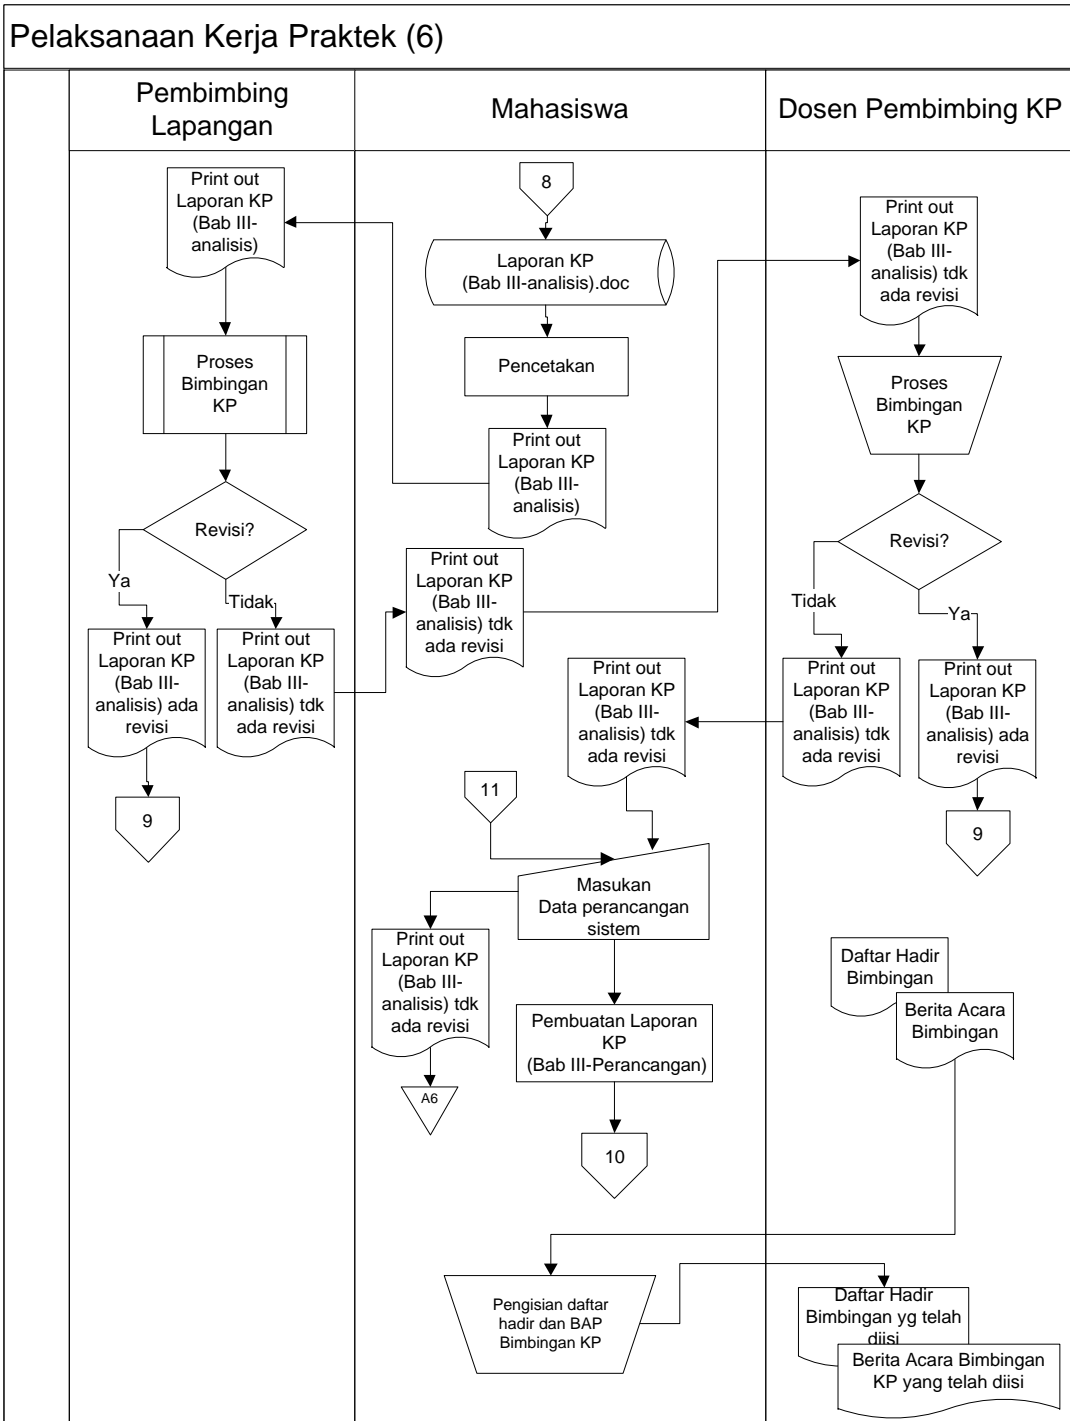 Pelaksanaan Kerja Praktek (6)
Pembimbing
Lapangan
Mahasiswa
Dosen Pembimbing KP
Print out
Laporan KP
(Bab III-
analisis)
Proses
Bimbingan
KP
Revisi?
Ya
Tidak
Print out
Laporan KP
(Bab III-
analisis) ada
revisi
Print out
Laporan KP
(Bab III-
analisis) tdk
ada revisi
9
8
Laporan KP
(Bab III-analisis).doc
Pencetakan
Print out
Laporan KP
(Bab III-
analisis)
Print out
Laporan KP
(Bab III-
analisis) tdk
ada revisi
Print out
Laporan KP
(Bab III-
analisis) tdk
ada revisi
11
Masukan
Data perancangan
sistem
Print out
Laporan KP
(Bab III-
analisis) tdk
ada revisi
A6
Pembuatan Laporan
KP
(Bab III-Perancangan)
10
Pengisian daftar
hadir dan BAP
Bimbingan KP
Print out
Laporan KP
(Bab III-
analisis) tdk
ada revisi
Proses
Bimbingan
KP
Revisi?
Tidak
Ya
Print out
Laporan KP
(Bab III-
analisis) tdk
ada revisi
Print out
Laporan KP
(Bab III-
analisis) ada
revisi
9
Daftar Hadir
Bimbingan
Berita Acara
Bimbingan
Daftar Hadir
Bimbingan yg telah
diisi
Berita Acara Bimbingan
KP yang telah diisi